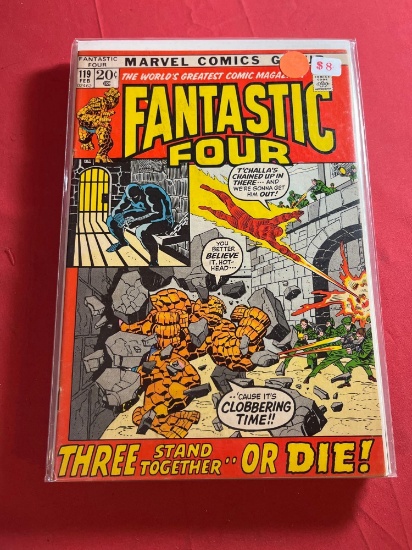 MARVEL COMICS GROUP
FANTASTIC
FOUR
119
FEB
20¢
THE WORLD'S GREATEST COMIC MAGAZINE
$8
FANTASTIC
FOUR
T'CHALLA'S
CHAINED UP IN
THERE--- AND
WE'RE GONNA GET
HIM OUT!
YOU
BETTER
BELIEVE
IT, HOT-
HEAD---
--'CAUSE IT'S
CLOBBERING
TIME!!
THREE STAND TOGETHER.. OR DIE!